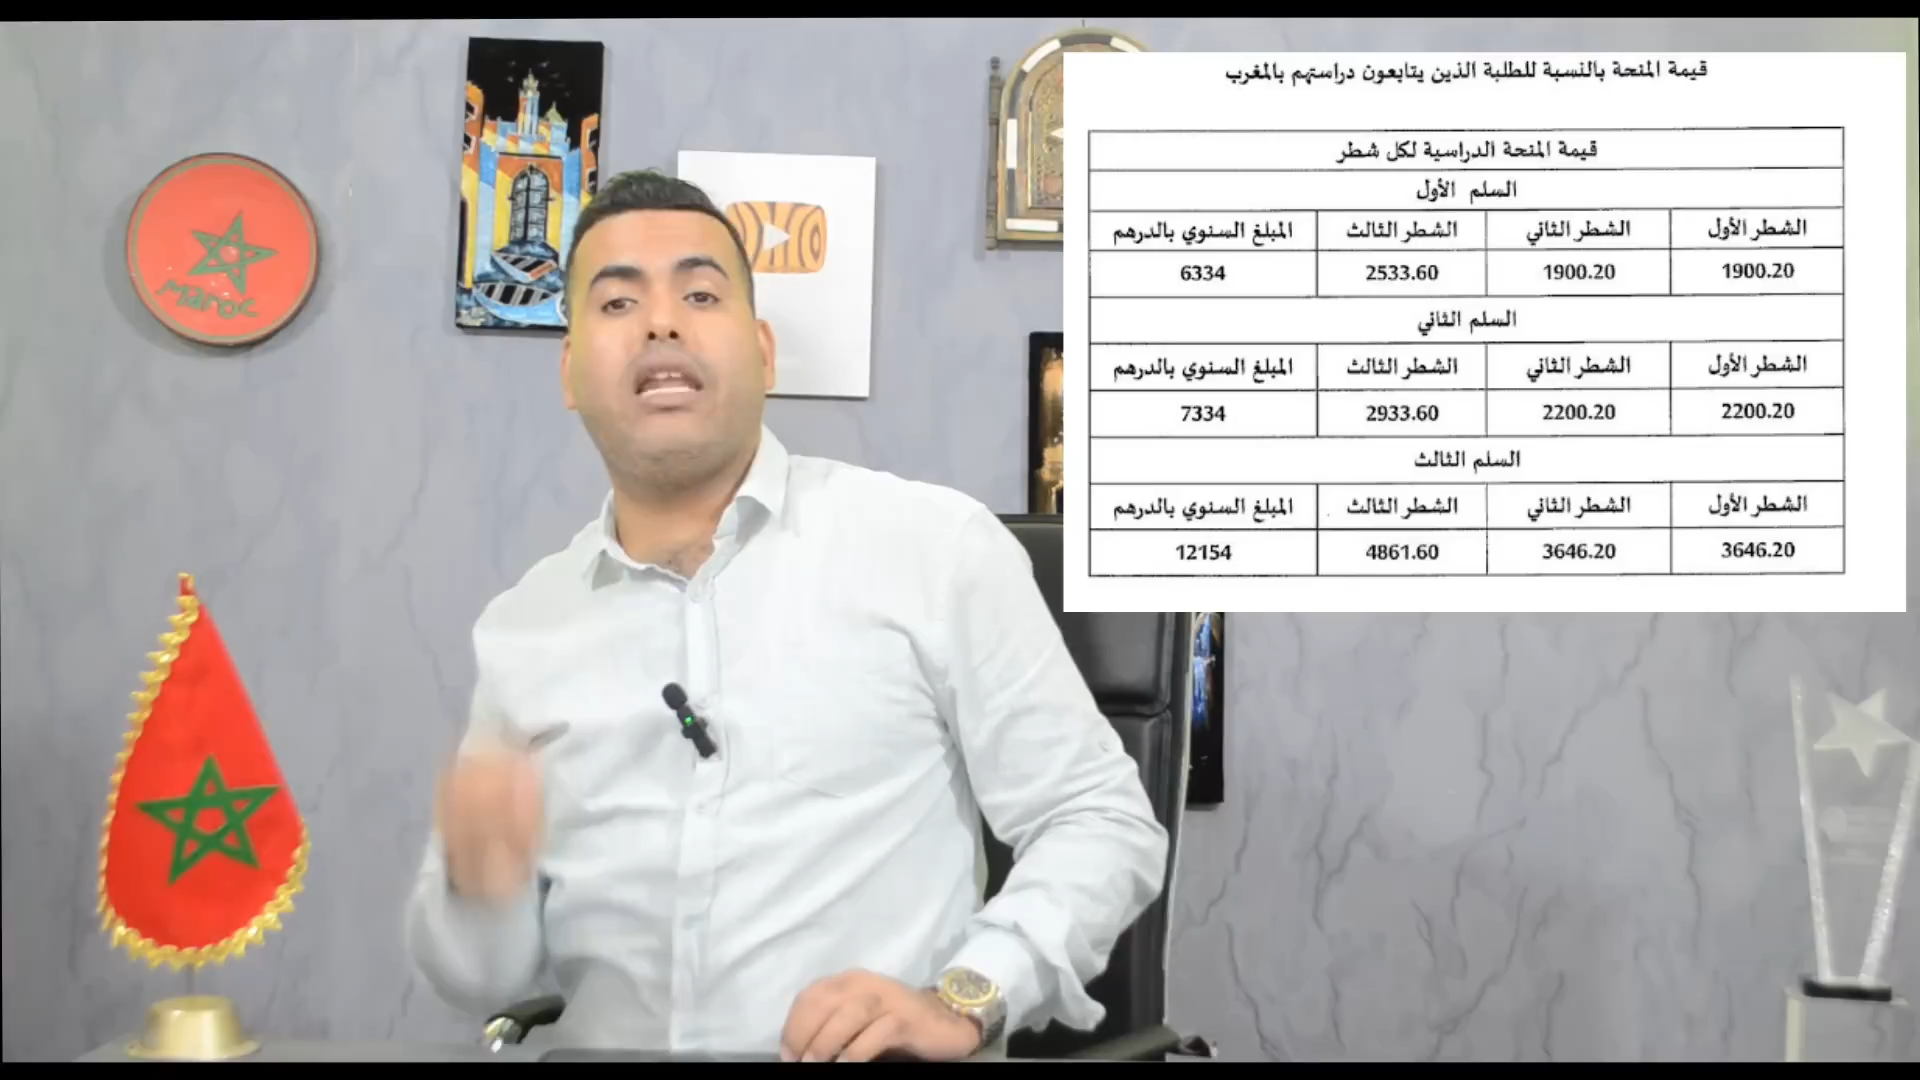 قيمة المنحة بالنسبة للطلبة الذين يتابعون دراستهم بالمغرب
قيمة المنحة الدراسية لكل شطر
السلم الأول
الشطر الأول الشطر الثاني الشطر الثالث المبلغ السنوي بالدرهم
1900.20 1900.20 2533.60 6334
السلم الثاني
الشطر الأول الشطر الثاني الشطر الثالث المبلغ السنوي بالدرهم
2200.20 2200.20 2933.60 7334
السلم الثالث
الشطر الأول الشطر الثاني الشطر الثالث المبلغ السنوي بالدرهم
3646.20 3646.20 4861.60 12154
Maroc